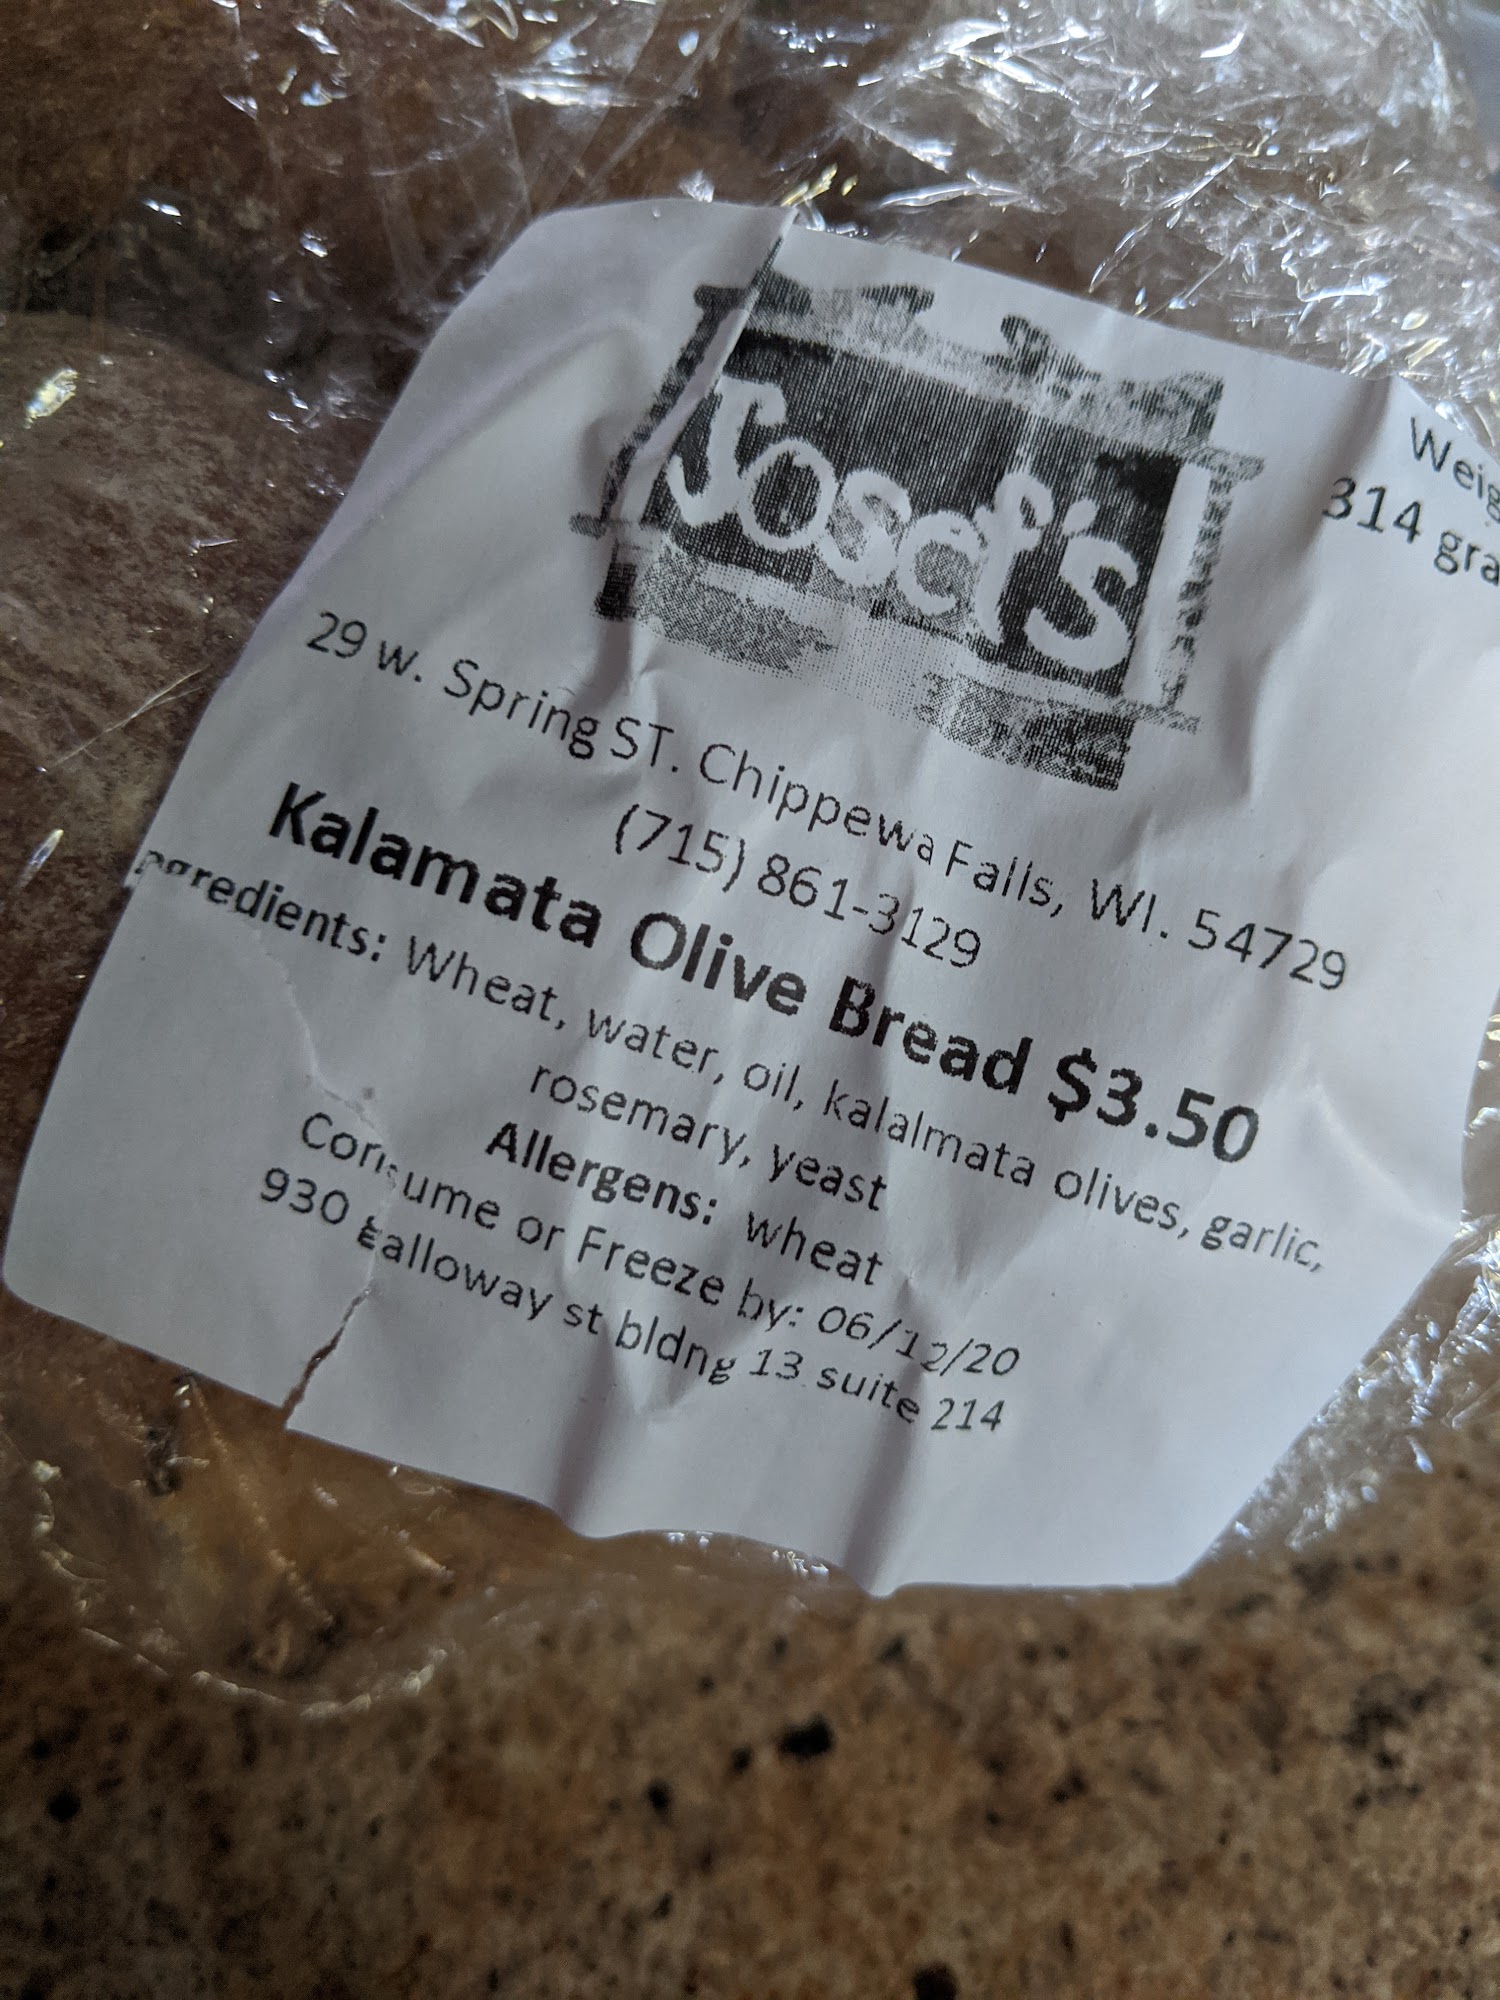 Josef's
Weig
314 gra
29 w. Spring ST. Chippewa Falls, WI. 54729
(715) 861-3129
Kalamata Olive Bread $3.50
ngredients: Wheat, water, oil, kalalmata olives, garlic,
rosemary, yeast
Allergens: wheat
Consume or Freeze by: 06/12/20
930 galloway st bldng 13 suite 214